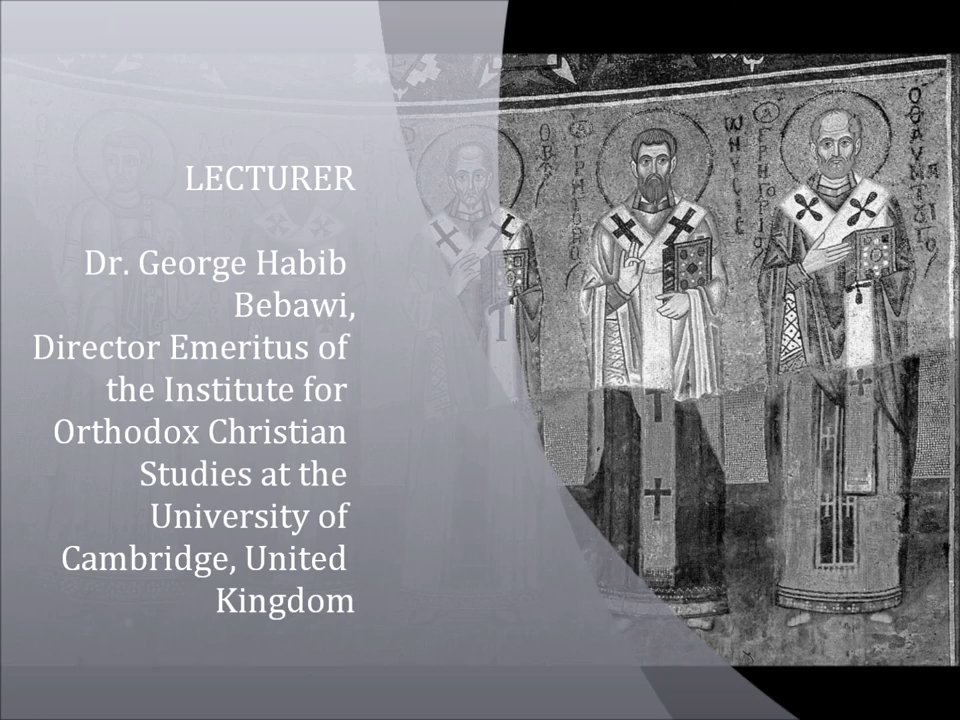 LECTURER
Dr. George Habib
Bebawi,
Director Emeritus of
the Institute for
Orthodox Christian
Studies at the
University of
Cambridge, United
Kingdom